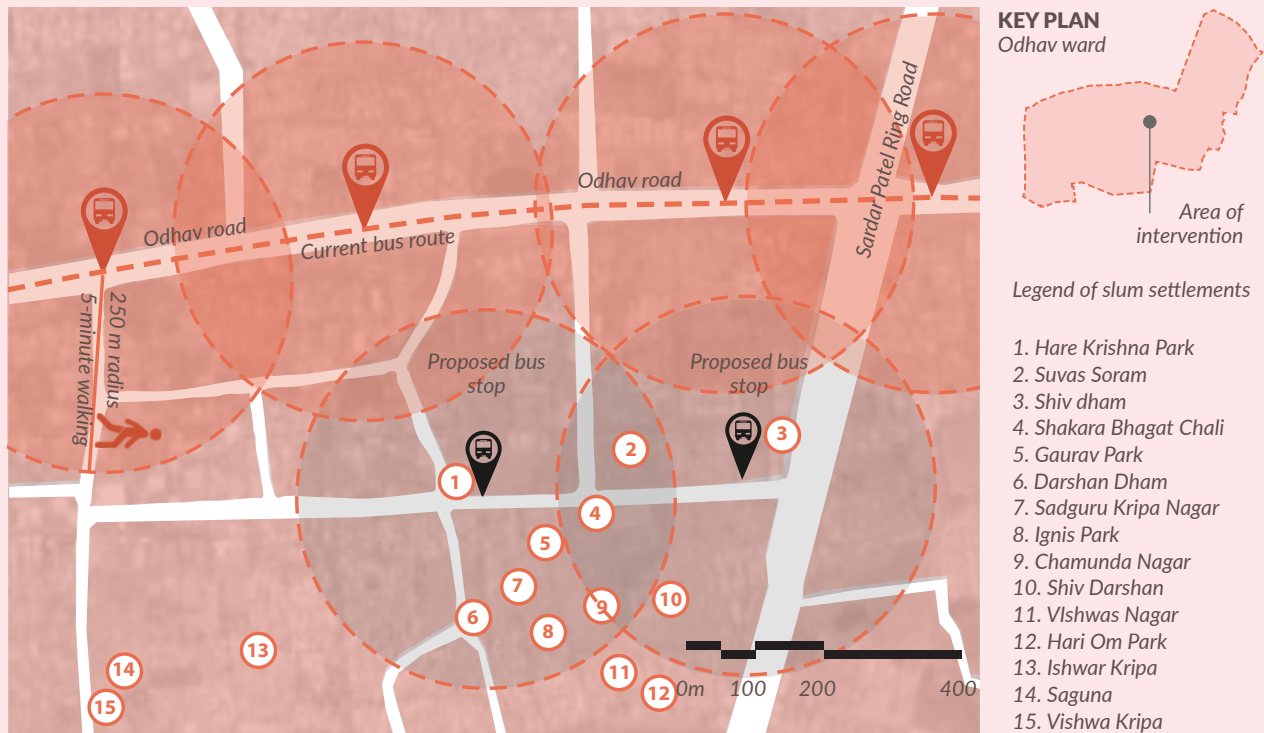 KEY PLAN
Odhav ward
Area of
intervention
Legend of slum settlements
1. Hare Krishna Park
2. Suvas Soram
3. Shiv dham
4. Shakara Bhagat Chali
5. Gaurav Park
6. Darshan Dham
7. Sadguru Kripa Nagar
8. Ignis Park
9. Chamunda Nagar
10. Shiv Darshan
11. VIshwas Nagar
12. Hari Om Park
13. Ishwar Kripa
14. Saguna
15. Vishwa Kripa
Sardar Patel Ring Road
Odhav road
Odhav road
Current bus route
250 m radius
5-minute walking
Proposed bus
stop
Proposed bus
stop
1
2
3
4
5
6
7
8
9
10
11
12
13
14
15
0m 100 200 400